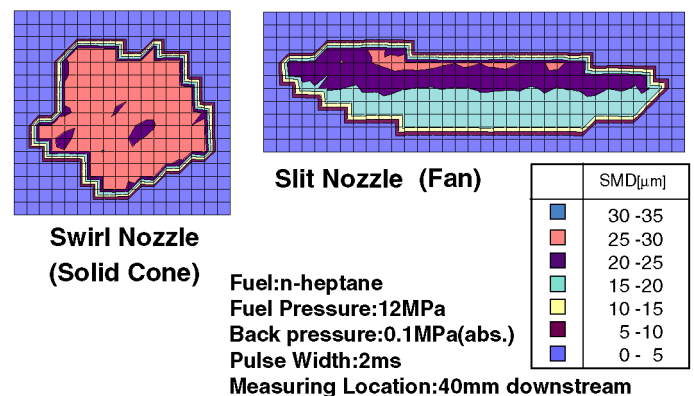 Swirl Nozzle
(Solid Cone)
Slit Nozzle (Fan)
Fuel:n-heptane
Fuel Pressure:12MPa
Back pressure:0.1MPa(abs.)
Pulse Width:2ms
Measuring Location:40mm downstream
SMD[μm]
30 -35
25 -30
20 -25
15 -20
10 -15
5 -10
0 - 5